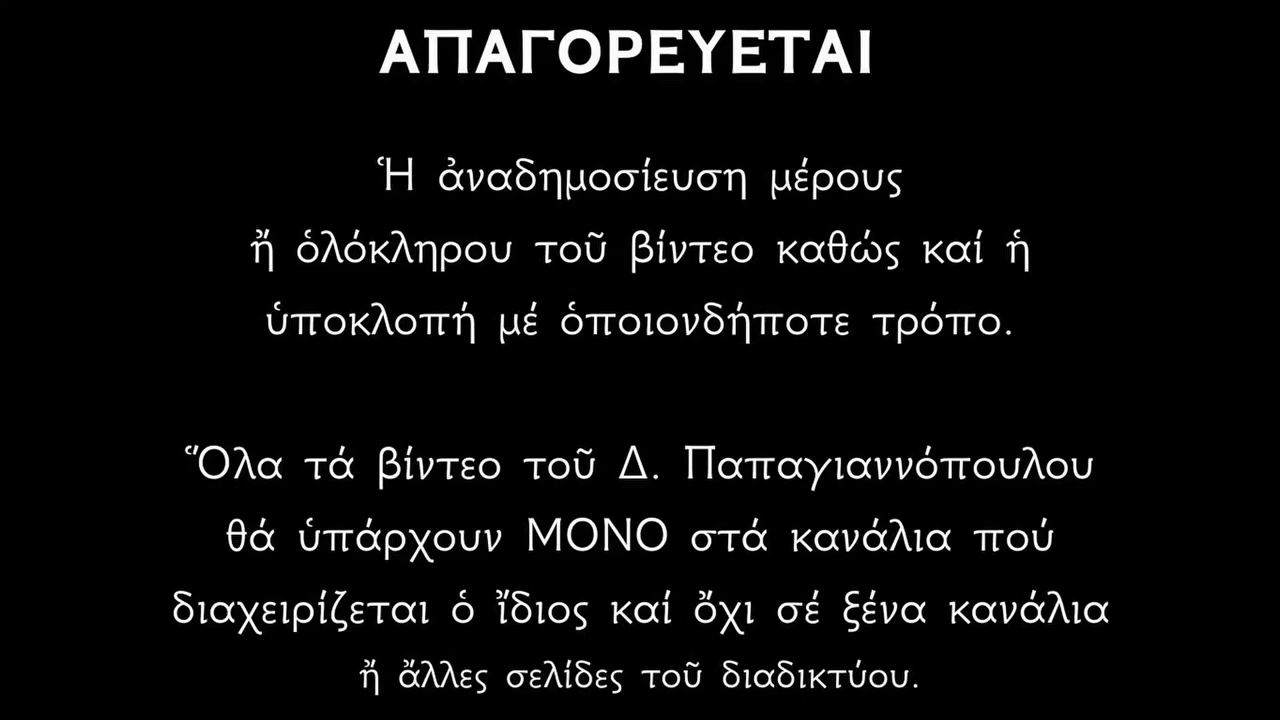 ΑΠΑΓΟΡΕΥΕΤΑΙ
Ἡ ἀναδημοσίευση μέρους
ἤ ὁλόκληρου τοῦ βίντεο καθώς καί ἡ
ὑποκλοπή μέ ὁποιονδήποτε τρόπο.
Ὅλα τά βίντεο τοῦ Δ. Παπαγιαννόπουλου
θά ὑπάρχουν ΜΟΝΟ στά κανάλια πού
διαχειρίζεται ὁ ἴδιος καί ὄχι σέ ξένα κανάλια
ἤ ἄλλες σελίδες τοῦ διαδικτύου.